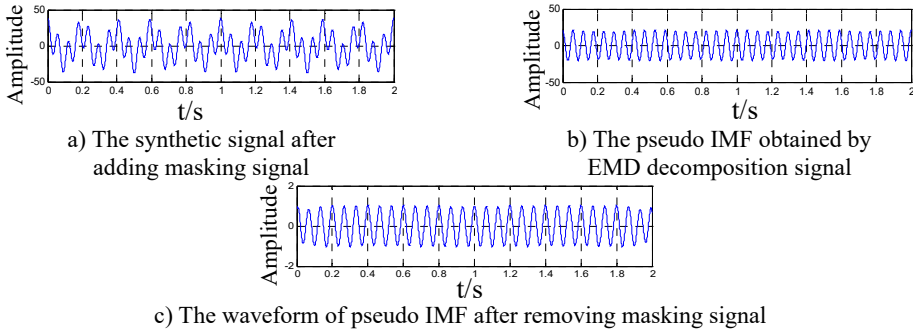 Amplitude
50
0
-50
0 0.2 0.4 0.6 0.8 1 1.2 1.4 1.6 1.8 2
t/s
a) The synthetic signal after
adding masking signal
Amplitude
50
0
-50
0 0.2 0.4 0.6 0.8 1 1.2 1.4 1.6 1.8 2
t/s
b) The pseudo IMF obtained by
EMD decomposition signal
Amplitude
2
0
-2
0 0.2 0.4 0.6 0.8 1 1.2 1.4 1.6 1.8 2
t/s
c) The waveform of pseudo IMF after removing masking signal